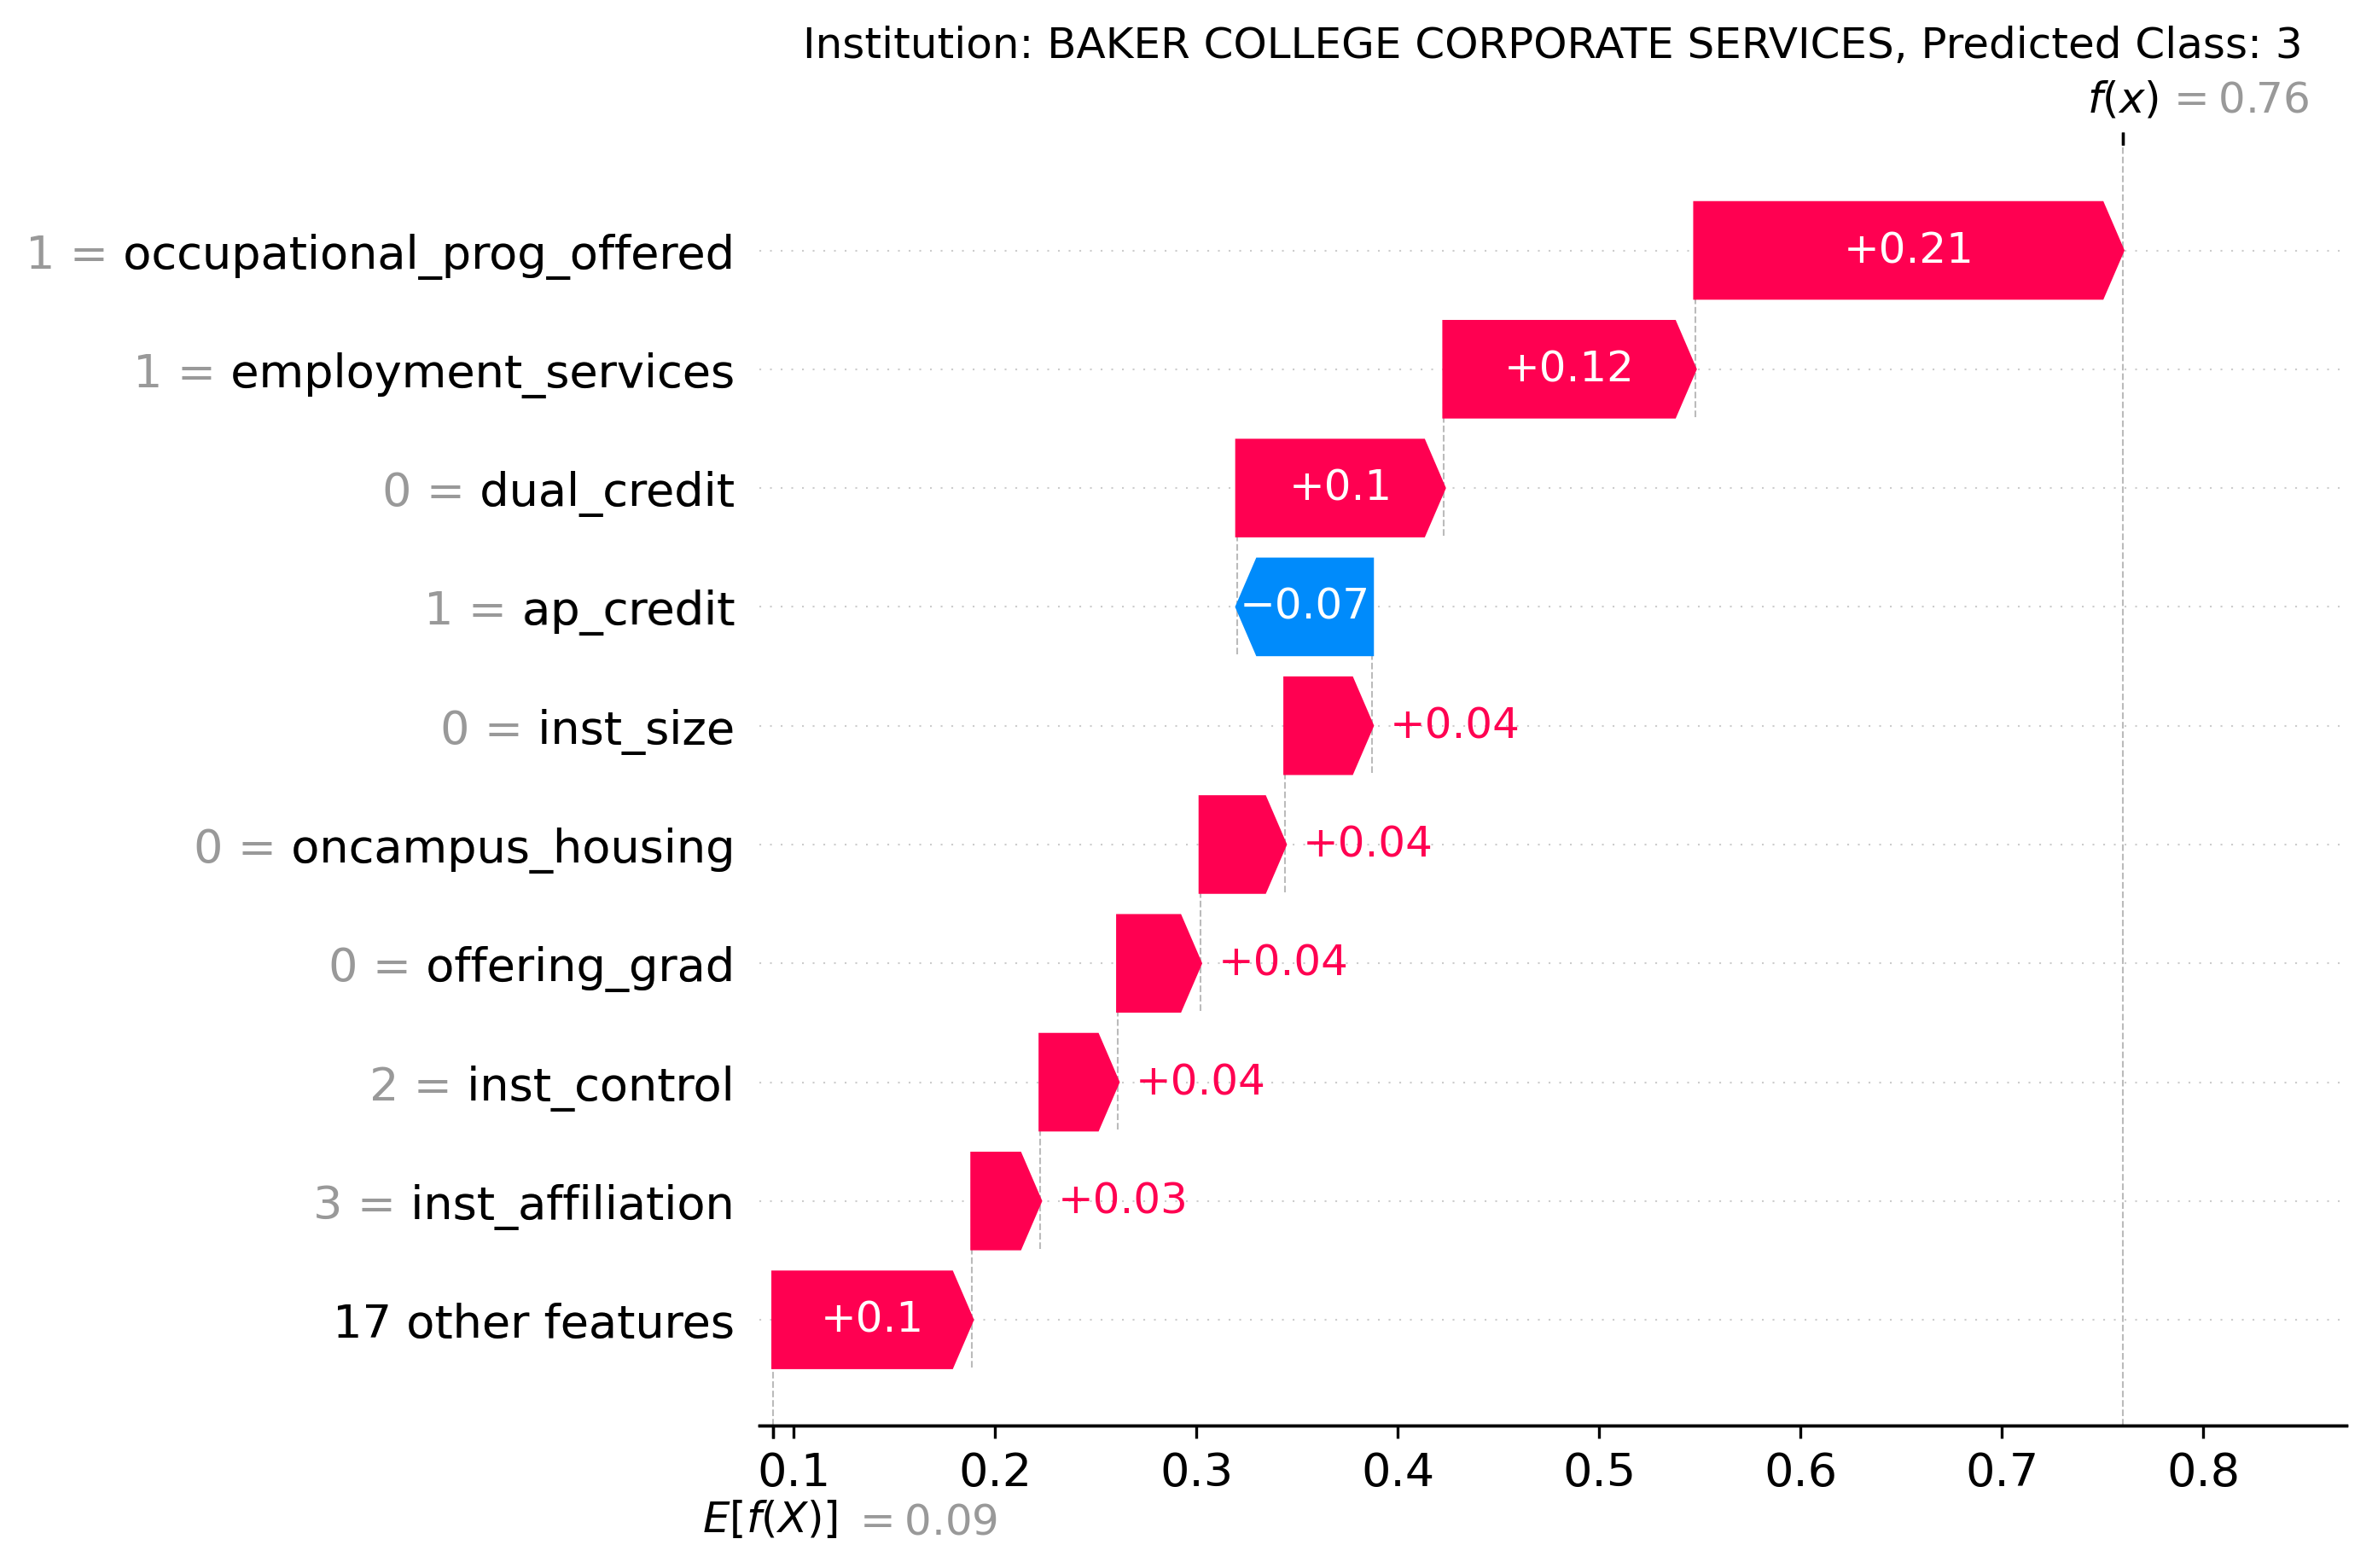 Institution: BAKER COLLEGE CORPORATE SERVICES, Predicted Class: 3
f(x) = 0.76
1 = occupational_prog_offered +0.21
1 = employment_services +0.12
0 = dual_credit +0.1
1 = ap_credit −0.07
0 = inst_size +0.04
0 = oncampus_housing +0.04
0 = offering_grad +0.04
2 = inst_control +0.04
3 = inst_affiliation +0.03
17 other features +0.1
0.1 0.2 0.3 0.4 0.5 0.6 0.7 0.8
E[f(X)] = 0.09